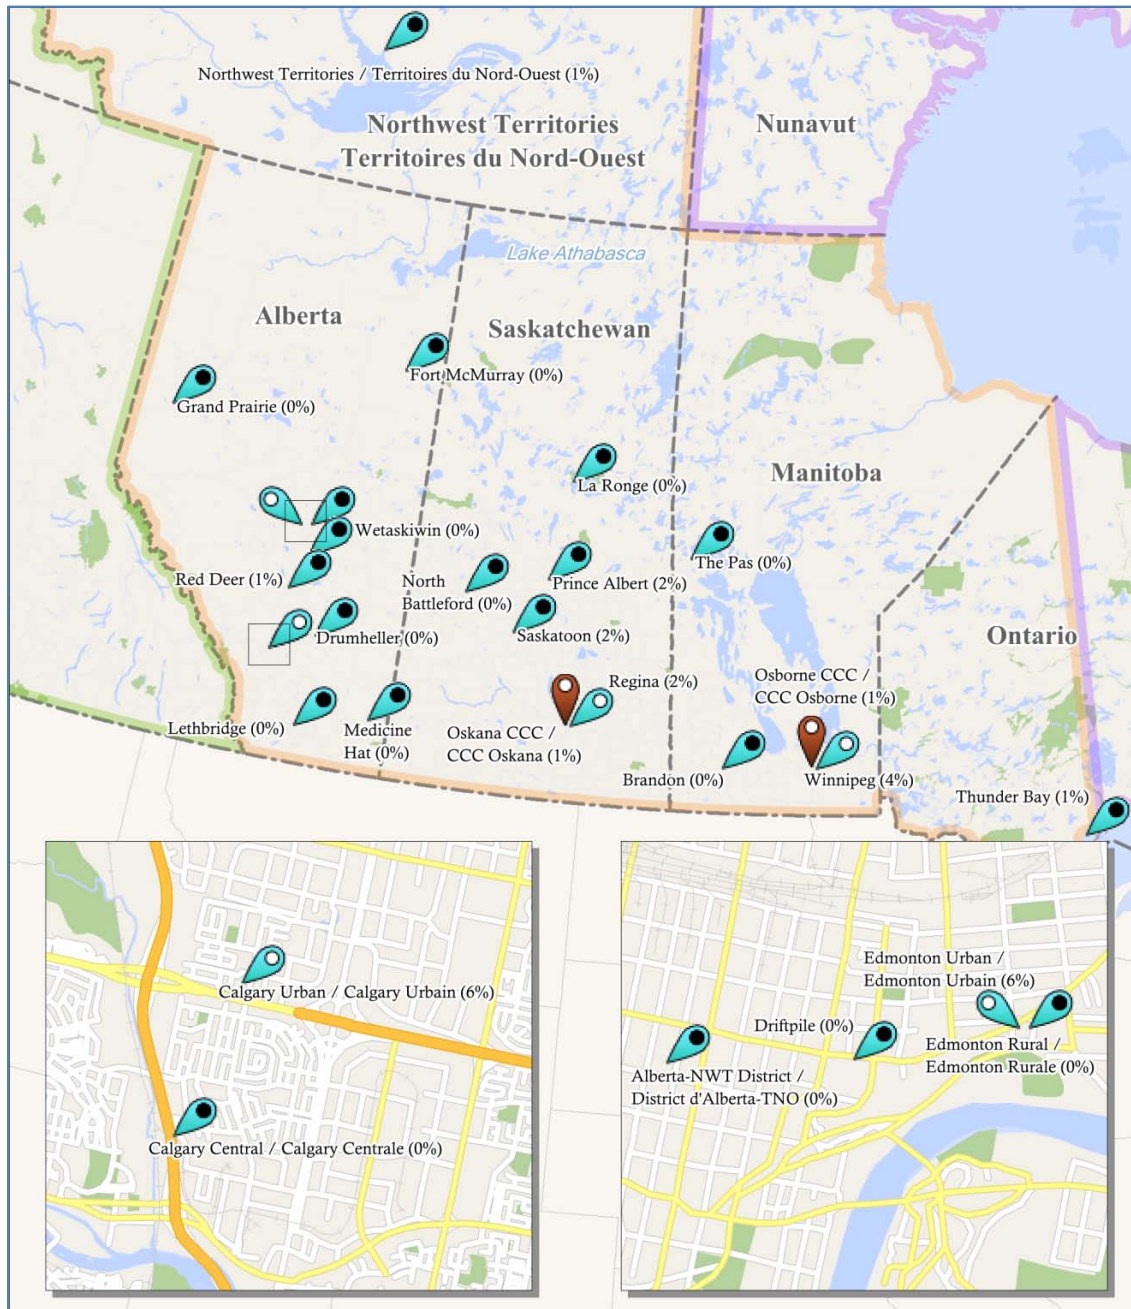 Northwest Territories / Territoires du Nord-Ouest (1%)
Northwest Territories
Territoires du Nord-Ouest
Nunavut
Lake Athabasca
Alberta
Saskatchewan
Fort McMurray (0%)
Grand Prairie (0%)
La Ronge (0%)
Manitoba
Wetaskiwin (0%)
The Pas (0%)
Red Deer (1%)
North
Battleford (0%)
Prince Albert (2%)
Drumheller (0%)
Saskatoon (2%)
Ontario
Regina (2%)
Osborne CCC /
CCC Osborne (1%)
Lethbridge (0%)
Medicine
Hat (0%)
Oskana CCC /
CCC Oskana (1%)
Brandon (0%)
Winnipeg (4%)
Thunder Bay (1%)
Calgary Urban / Calgary Urbain (6%)
Calgary Central / Calgary Centrale (0%)
Edmonton Urban /
Edmonton Urbain (6%)
Driftpile (0%)
Edmonton Rural /
Edmonton Rurale (0%)
Alberta-NWT District /
District d'Alberta-TNO (0%)